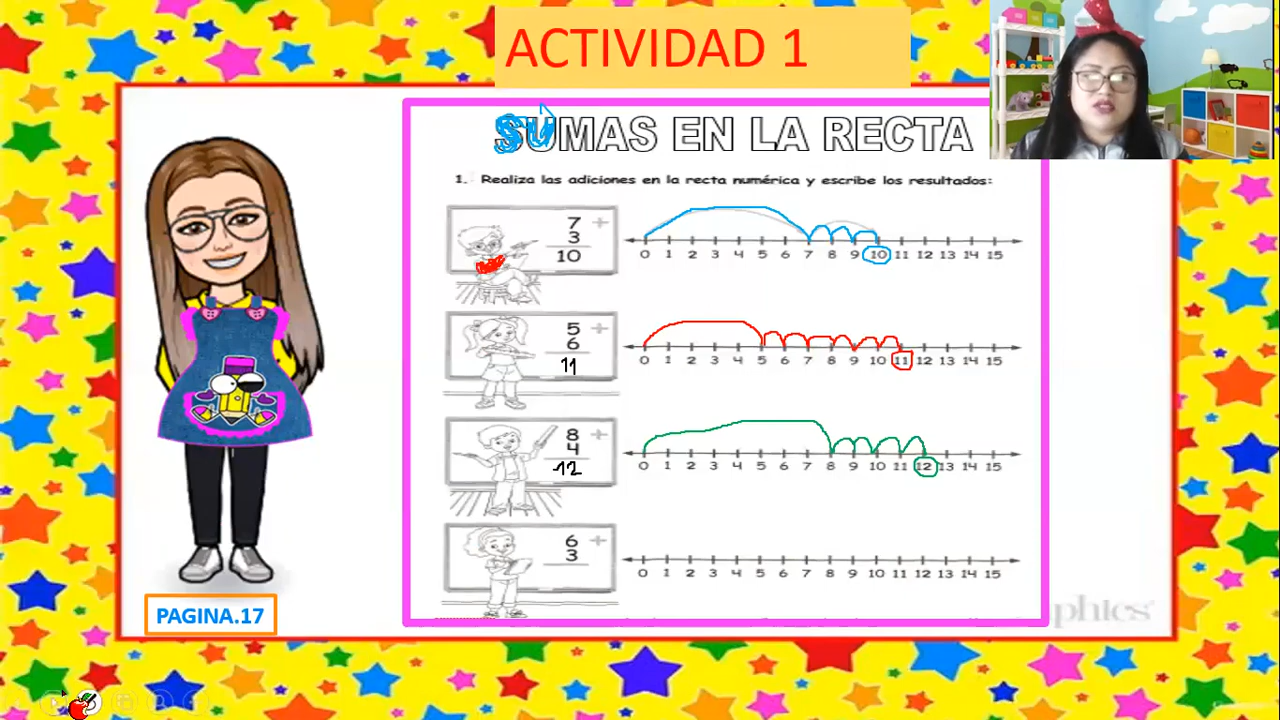 ACTIVIDAD 1
SUMAS EN LA RECTA
1. Realiza las adiciones en la recta numérica y escribe los resultados:
7 +
3
10
0 1 2 3 4 5 6 7 8 9 10 11 12 13 14 15
5 +
6
11
0 1 2 3 4 5 6 7 8 9 10 11 12 13 14 15
8 +
4
12
0 1 2 3 4 5 6 7 8 9 10 11 12 13 14 15
6 +
3
0 1 2 3 4 5 6 7 8 9 10 11 12 13 14 15
PAGINA.17